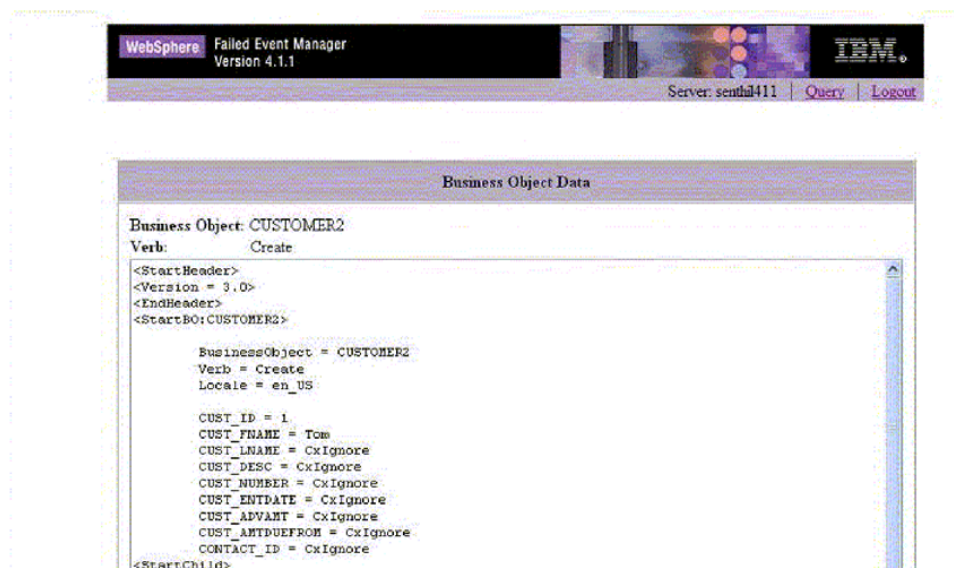 WebSphere Failed Event Manager
Version 4.1.1
IBM.
Server: senthil411 | Query | Logout
Business Object Data
Business Object: CUSTOMER2
Verb: Create
<StartHeader>
<Version = 3.0>
<EndHeader>
<StartBO:CUSTOMER2>
BusinessObject = CUSTOMER2
Verb = Create
Locale = en_US
CUST_ID = 1
CUST_FNAME = Tom
CUST_LNAME = CxIgnore
CUST_DESC = CxIgnore
CUST_NUMBER = CxIgnore
CUST_ENTDATE = CxIgnore
CUST_ADVAMT = CxIgnore
CUST_AMTDUEFROM = CxIgnore
CONTACT_ID = CxIgnore
<StartChild>